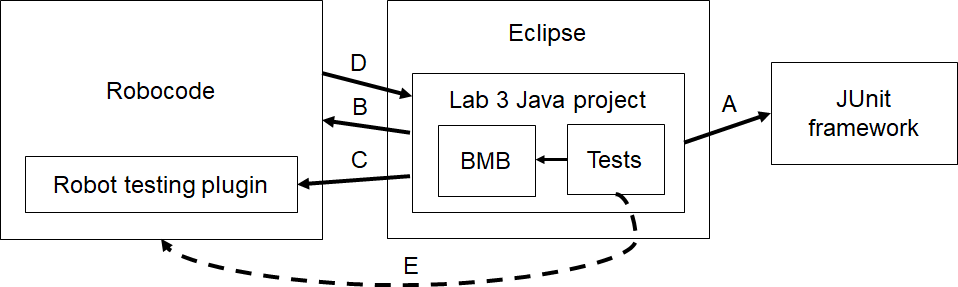 Robocode
Robot testing plugin
D
B
C
Eclipse
Lab 3 Java project
BMB
Tests
A
JUnit
framework
E